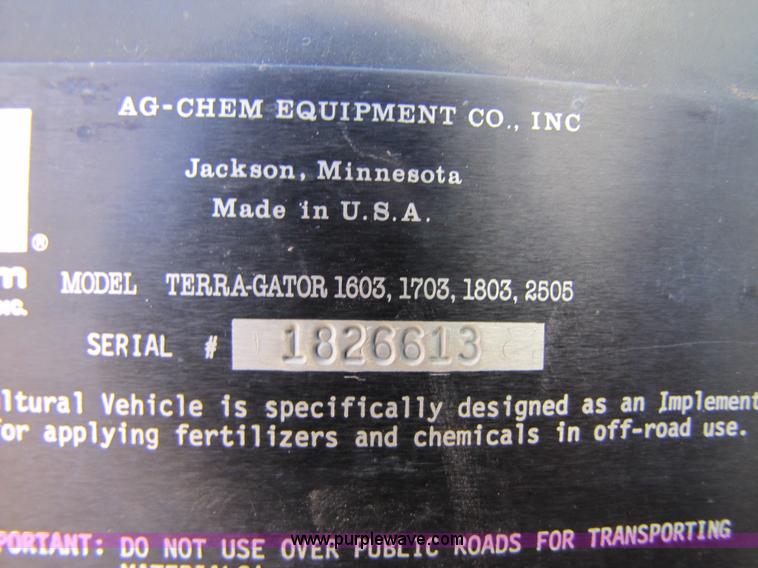 AG-CHEM EQUIPMENT CO., INC
Jackson, Minnesota
Made in U.S.A.
®
m
NC.
MODEL TERRA-GATOR 1603, 1703, 1803, 2505
SERIAL # 1826613
ltural Vehicle is specifically designed as an Implement
or applying fertilizers and chemicals in off-road use.
PORTANT: DO NOT USE OVER PUBLIC ROADS FOR TRANSPORTING
www.purplewave.com